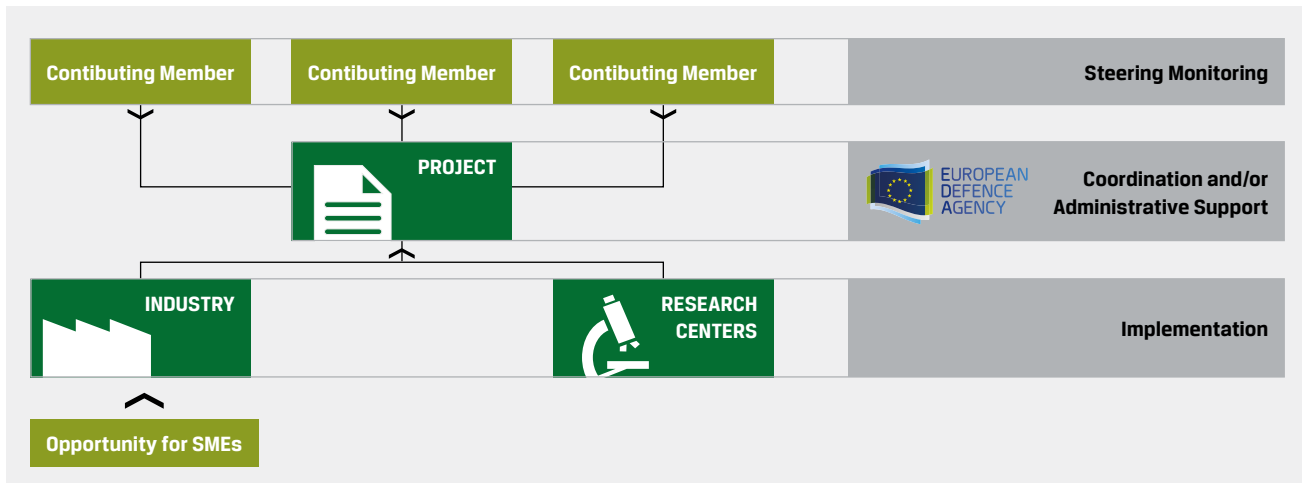 Contibuting Member
Contibuting Member
Contibuting Member
Steering Monitoring
PROJECT
EUROPEAN
DEFENCE
AGENCY
Coordination and/or
Administrative Support
INDUSTRY
RESEARCH
CENTERS
Implementation
Opportunity for SMEs